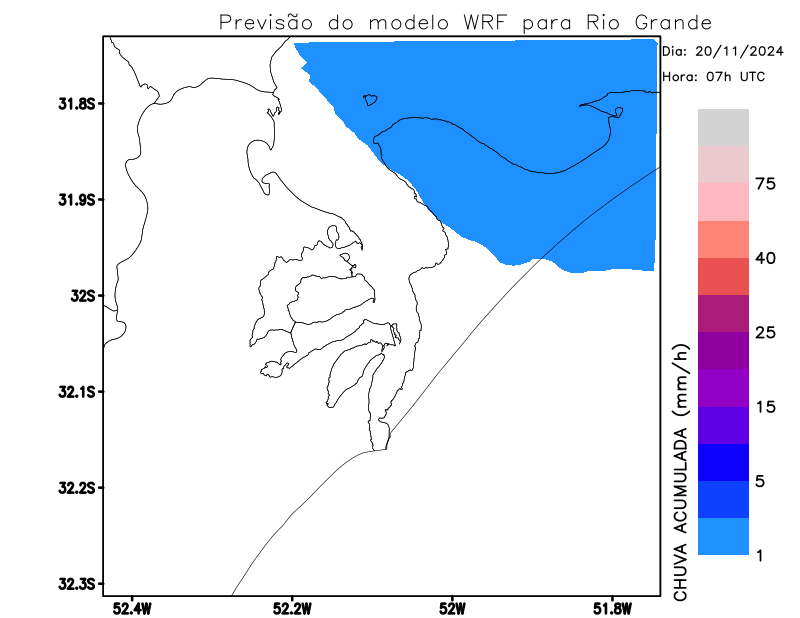 Previsão do modelo WRF para Rio Grande
Dia: 20/11/2024
Hora: 07h UTC
31.8S
31.9S
32S
32.1S
32.2S
32.3S
52.4W
52.2W
52W
51.8W
75
40
25
15
5
1
CHUVA ACUMULADA (mm/h)